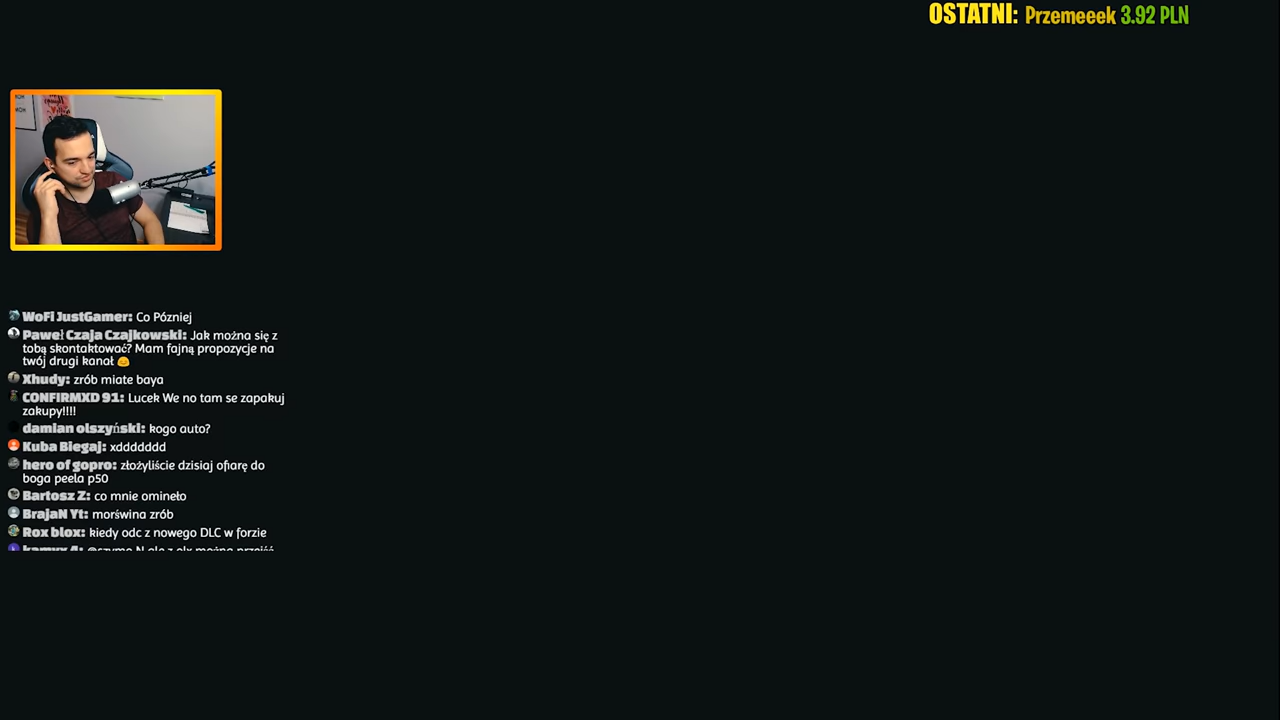 OSTATNI: Przemeeek 3.92 PLN
WoFi JustGamer: Co Pózniej
Paweł Czaja Czajkowski: Jak można się z
tobą skontaktować? Mam fajną propozycje na
twój drugi kanał
Xhudy: zrób miate baya
CONFIRMXD 91: Lucek We no tam se zapakuj
zakupy!!!!
damian olszyński: kogo auto?
Kuba Biegaj: xddddddd
hero of gopro: złożyliście dzisiaj ofiarę do
boga peela p50
Bartosz Z: co mnie omineło
BrajaN Yt: morświna zrób
Rox blox: kiedy odc z nowego DLC w forzie